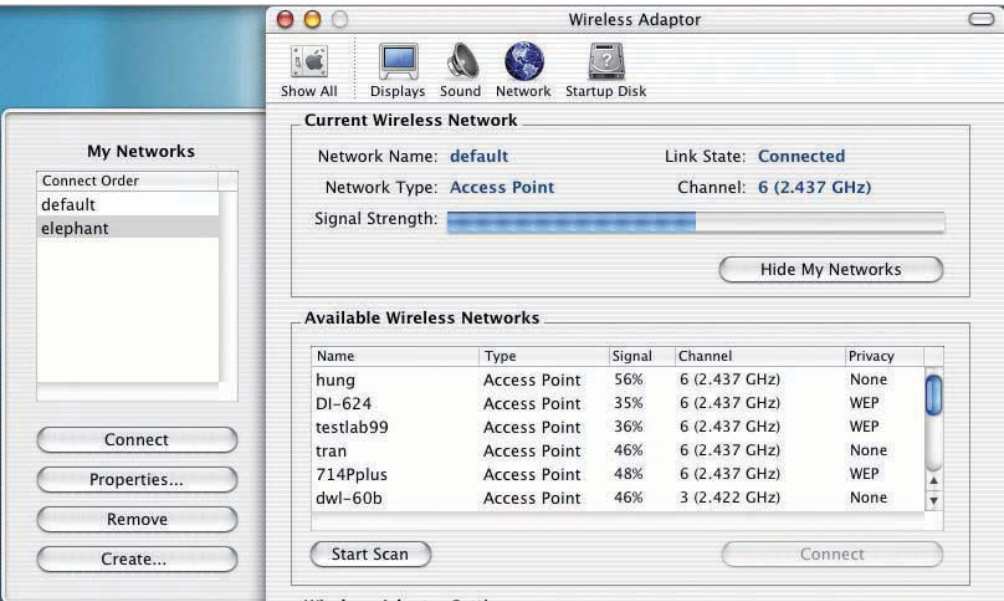 Wireless Adaptor
Show All Displays Sound Network Startup Disk
My Networks
Connect Order
default
elephant
Connect
Properties...
Remove
Create...
Current Wireless Network
Network Name: default Link State: Connected
Network Type: Access Point Channel: 6 (2.437 GHz)
Signal Strength:
Hide My Networks
Available Wireless Networks
Name Type Signal Channel Privacy
hung Access Point 56% 6 (2.437 GHz) None
DI-624 Access Point 35% 6 (2.437 GHz) WEP
testlab99 Access Point 36% 6 (2.437 GHz) WEP
tran Access Point 46% 6 (2.437 GHz) None
714Pplus Access Point 48% 6 (2.437 GHz) WEP
dwl-60b Access Point 46% 3 (2.422 GHz) None
Start Scan Connect